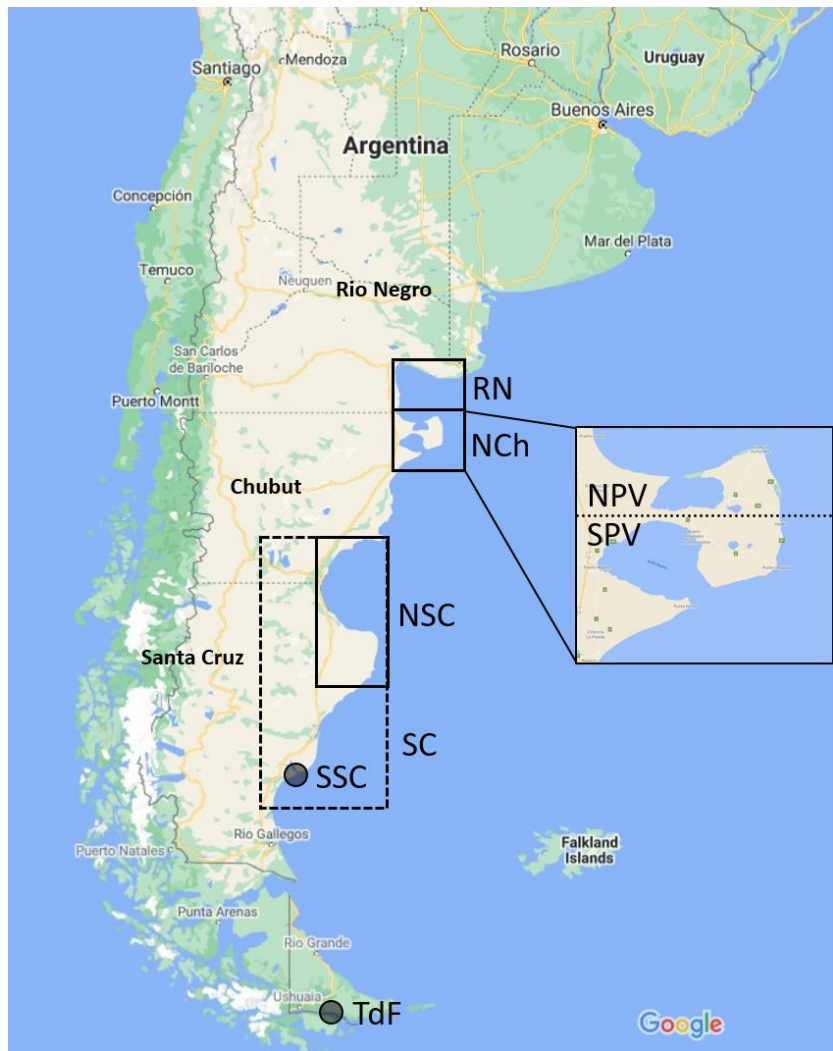 Mendoza
Rosario
Uruguay
Santiago
Buenos Aires
Argentina
Concepción
Mar del Plata
Temuco
Neuquen
Rio Negro
San Carlos
de Bariloche
RN
Puerto Montt
NCh
Chubut
NPV
SPV
NSC
Santa Cruz
SC
SSC
Rio Gallegos
Falkland
Islands
Puerto Natales
Punta Arenas
Rio Grande
Ushuaia
TdF
Google